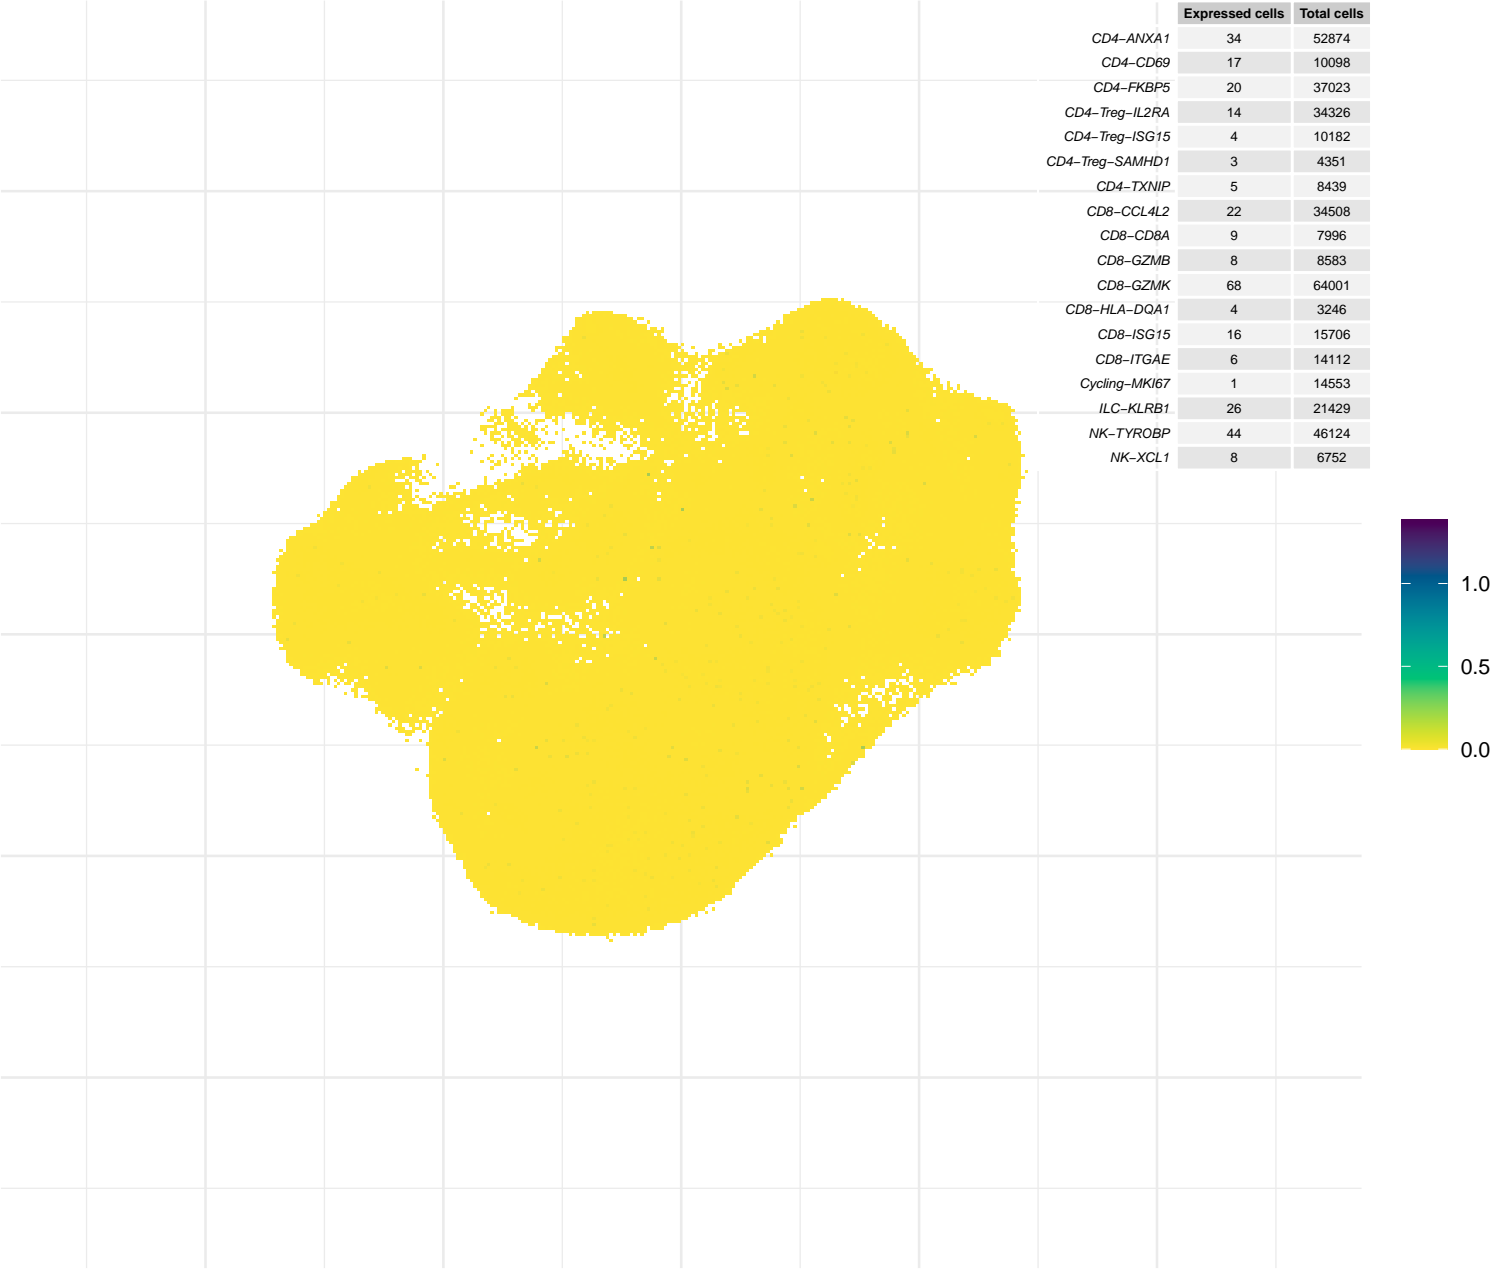 Expressed cells Total cells
CD4−ANXA1 34 52874
CD4−CD69 17 10098
CD4−FKBP5 20 37023
CD4−Treg−IL2RA 14 34326
CD4−Treg−ISG15 4 10182
CD4−Treg−SAMHD1 3 4351
CD4−TXNIP 5 8439
CD8−CCL4L2 22 34508
CD8−CD8A 9 7996
CD8−GZMB 8 8583
CD8−GZMK 68 64001
CD8−HLA−DQA1 4 3246
CD8−ISG15 16 15706
CD8−ITGAE 6 14112
Cycling−MKI67 1 14553
ILC−KLRB1 26 21429
NK−TYROBP 44 46124
NK−XCL1 8 6752
1.0
0.5
0.0